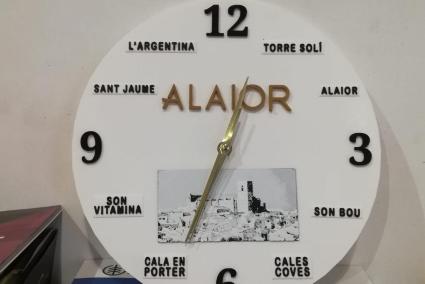 12
L'ARGENTINA
TORRE SOLÍ
SANT JAUME
ALAIOR
ALAIOR
9
3
SON
VITAMINA
SON BOU
CALA EN
PORTER
CALES
COVES
6